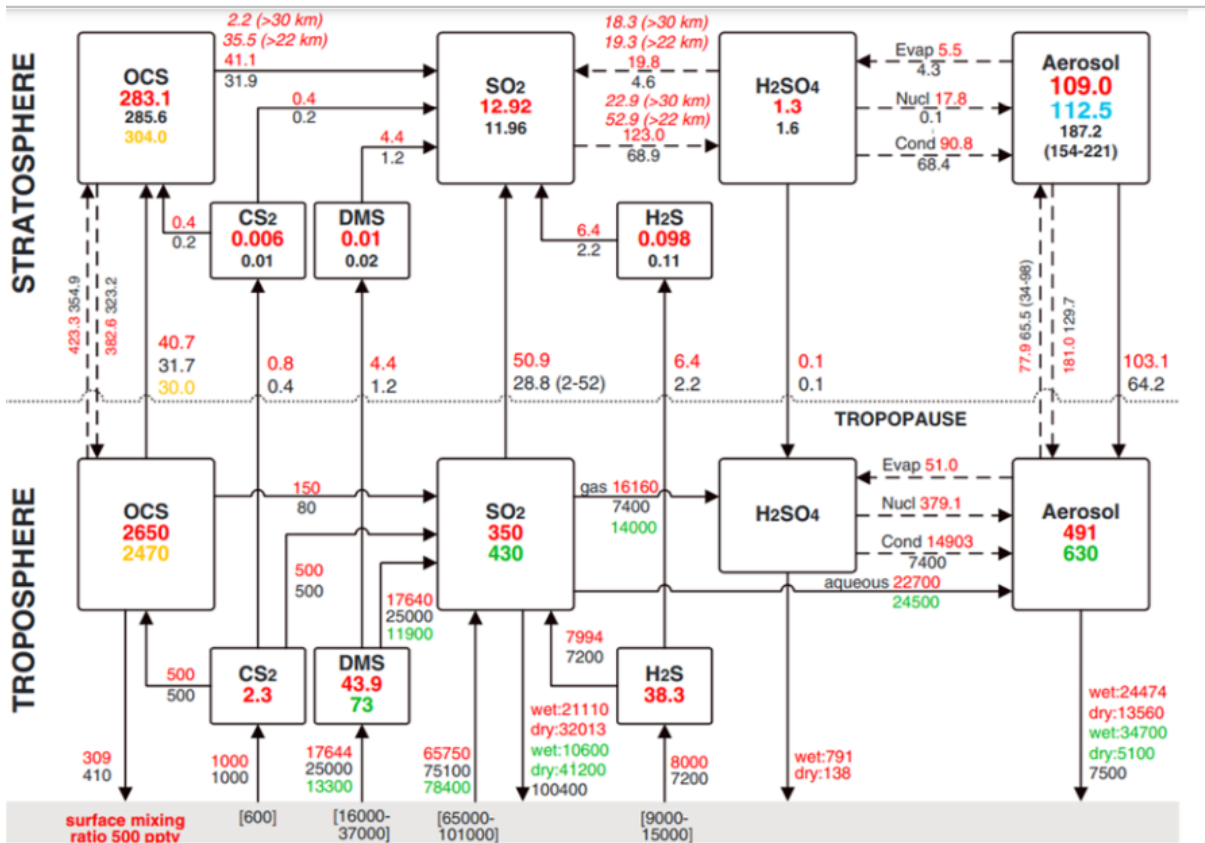 STRATOSPHERE
2.2 (>30 km)
35.5 (>22 km)
41.1
31.9
18.3 (>30 km)
19.3 (>22 km)
19.8
4.6
OCS
283.1
285.6
304.0
SO2
12.92
11.96
H2SO4
1.3
1.6
Evap 5.5
4.3
Nucl 17.8
0.1
Cond 90.8
68.4
Aerosol
109.0
112.5
187.2
(154-221)
0.4
0.2
4.4
1.2
22.9 (>30 km)
52.9 (>22 km)
123.0
68.9
0.4
0.2
CS2
0.006
0.01
DMS
0.01
0.02
6.4
2.2
H2S
0.098
0.11
423.3 354.9
382.6 323.2
40.7
31.7
30.0
0.8
0.4
4.4
1.2
50.9
28.8 (2-52)
6.4
2.2
0.1
0.1
77.9 65.5 (34-98)
181.0 129.7
103.1
64.2
TROPOPAUSE
TROPOSPHERE
OCS
2650
2470
150
80
SO2
350
430
gas 16160
7400
14000
H2SO4
Evap 51.0
Nucl 379.1
Cond 14903
7400
Aerosol
491
630
aqueous 22700
24500
500
500
17640
25000
11900
500
500
CS2
2.3
DMS
43.9
73
7994
7200
H2S
38.3
309
410
1000
1000
17644
25000
13300
65750
75100
78400
wet:21110
dry:32013
wet:10600
dry:41200
100400
8000
7200
wet:791
dry:138
wet:24474
dry:13560
wet:34700
dry:5100
7500
surface mixing
ratio 500 pptv
[600]
[16000-
37000]
[65000-
101000]
[9000-
15000]